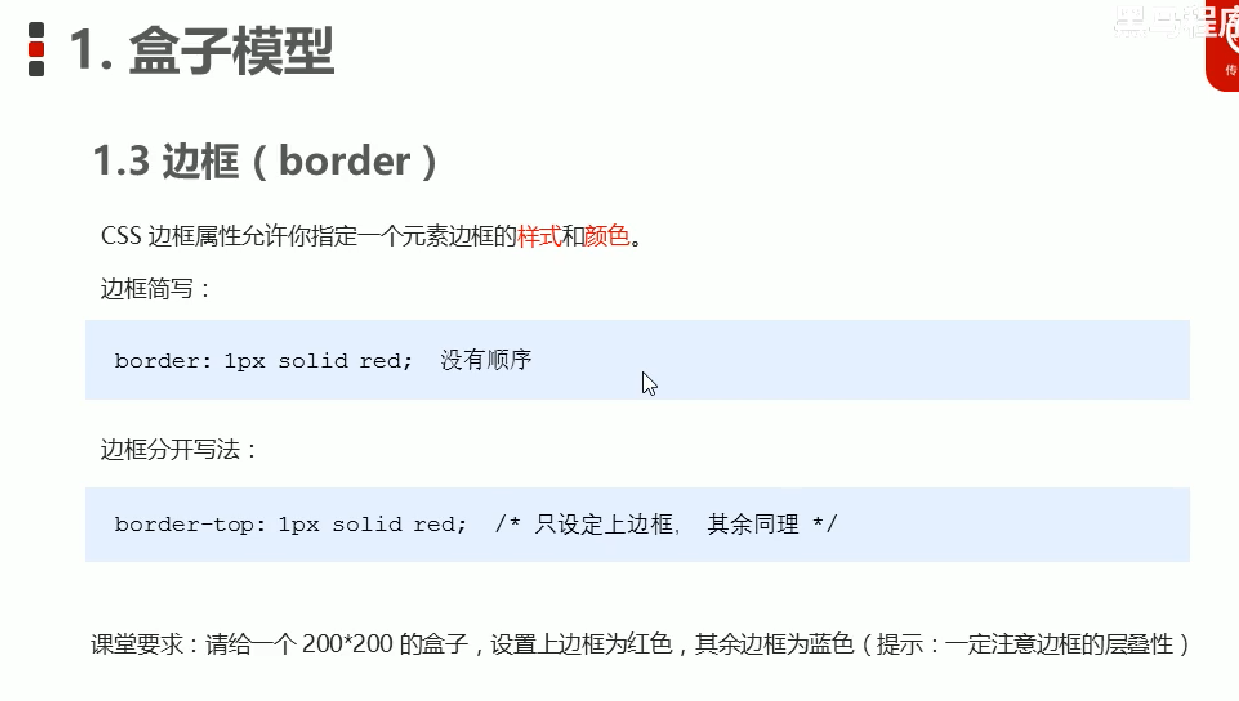 黑马程
传
1. 盒子模型
1.3 边框（border）
CSS 边框属性允许你指定一个元素边框的样式和颜色。
边框简写：
border: 1px solid red; 没有顺序
边框分开写法：
border-top: 1px solid red; /* 只设定上边框， 其余同理 */
课堂要求：请给一个 200*200 的盒子，设置上边框为红色，其余边框为蓝色（提示：一定注意边框的层叠性）